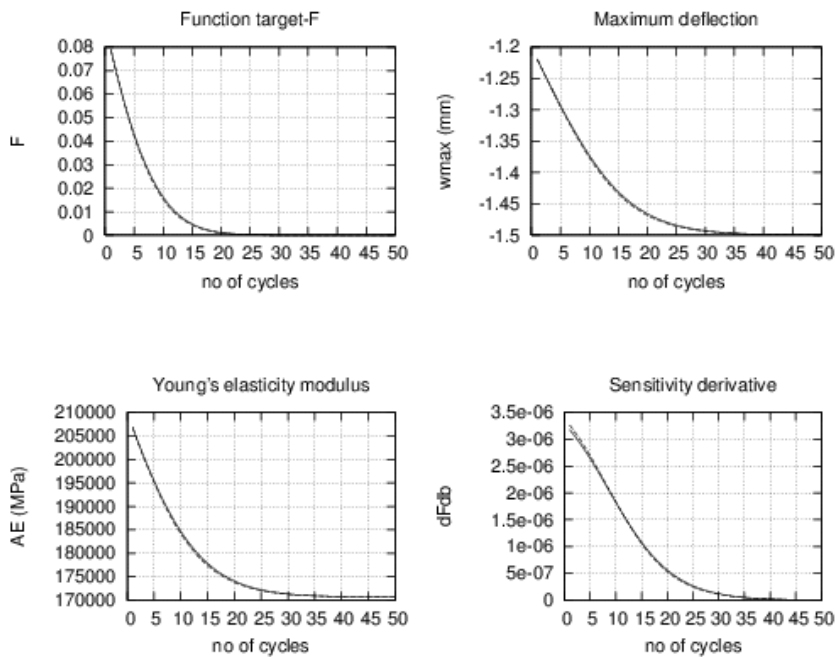 Function target-F
0.08
0.07
0.06
0.05
0.04
0.03
0.02
0.01
0
F
0 5 10 15 20 25 30 35 40 45 50
no of cycles
Maximum deflection
-1.2
-1.25
-1.3
-1.35
-1.4
-1.45
-1.5
wmax (mm)
0 5 10 15 20 25 30 35 40 45 50
no of cycles
Young's elasticity modulus
210000
205000
200000
195000
190000
185000
180000
175000
170000
AE (MPa)
0 5 10 15 20 25 30 35 40 45 50
no of cycles
Sensitivity derivative
3.5e-06
3e-06
2.5e-06
2e-06
1.5e-06
1e-06
5e-07
0
dFdb
0 5 10 15 20 25 30 35 40 45 50
no of cycles